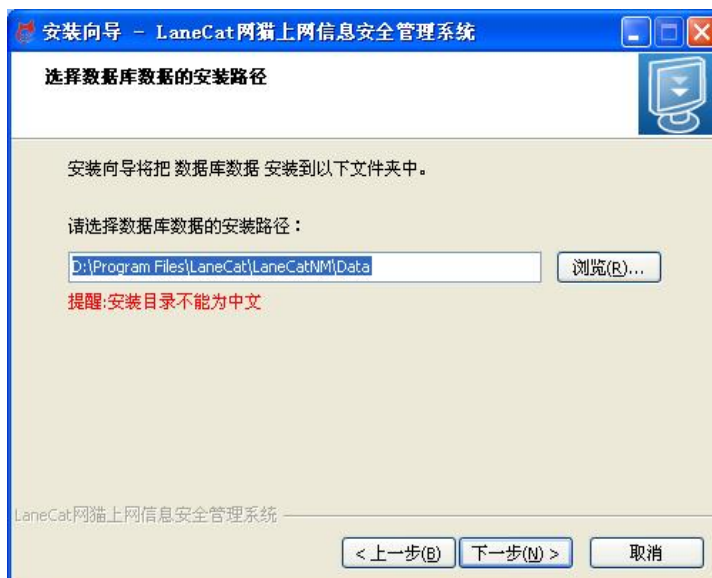 安装向导 - LaneCat网猫上网信息安全管理系统
选择数据库数据的安装路径
安装向导将把 数据库数据 安装到以下文件夹中。
请选择数据库数据的安装路径：
D:\Program Files\LaneCat\LaneCatNM\Data
浏览(R)...
提醒:安装目录不能为中文
LaneCat网猫上网信息安全管理系统
< 上一步(B) 下一步(N) > 取消